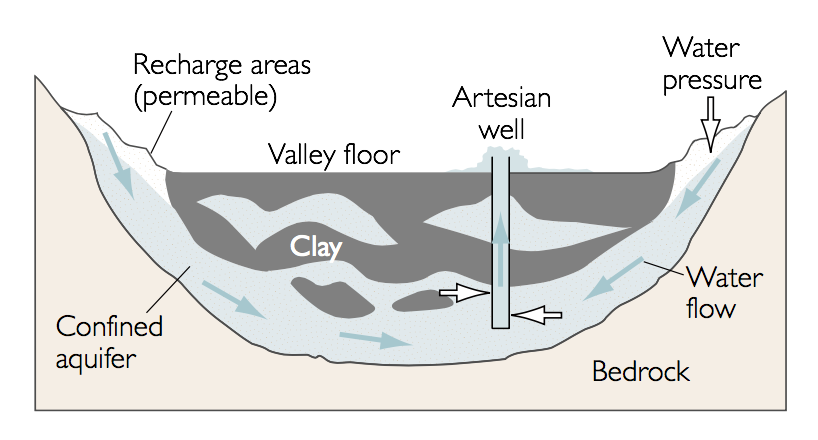 Recharge areas
(permeable)
Water
pressure
Artesian
well
Valley floor
Clay
Water
flow
Confined
aquifer
Bedrock